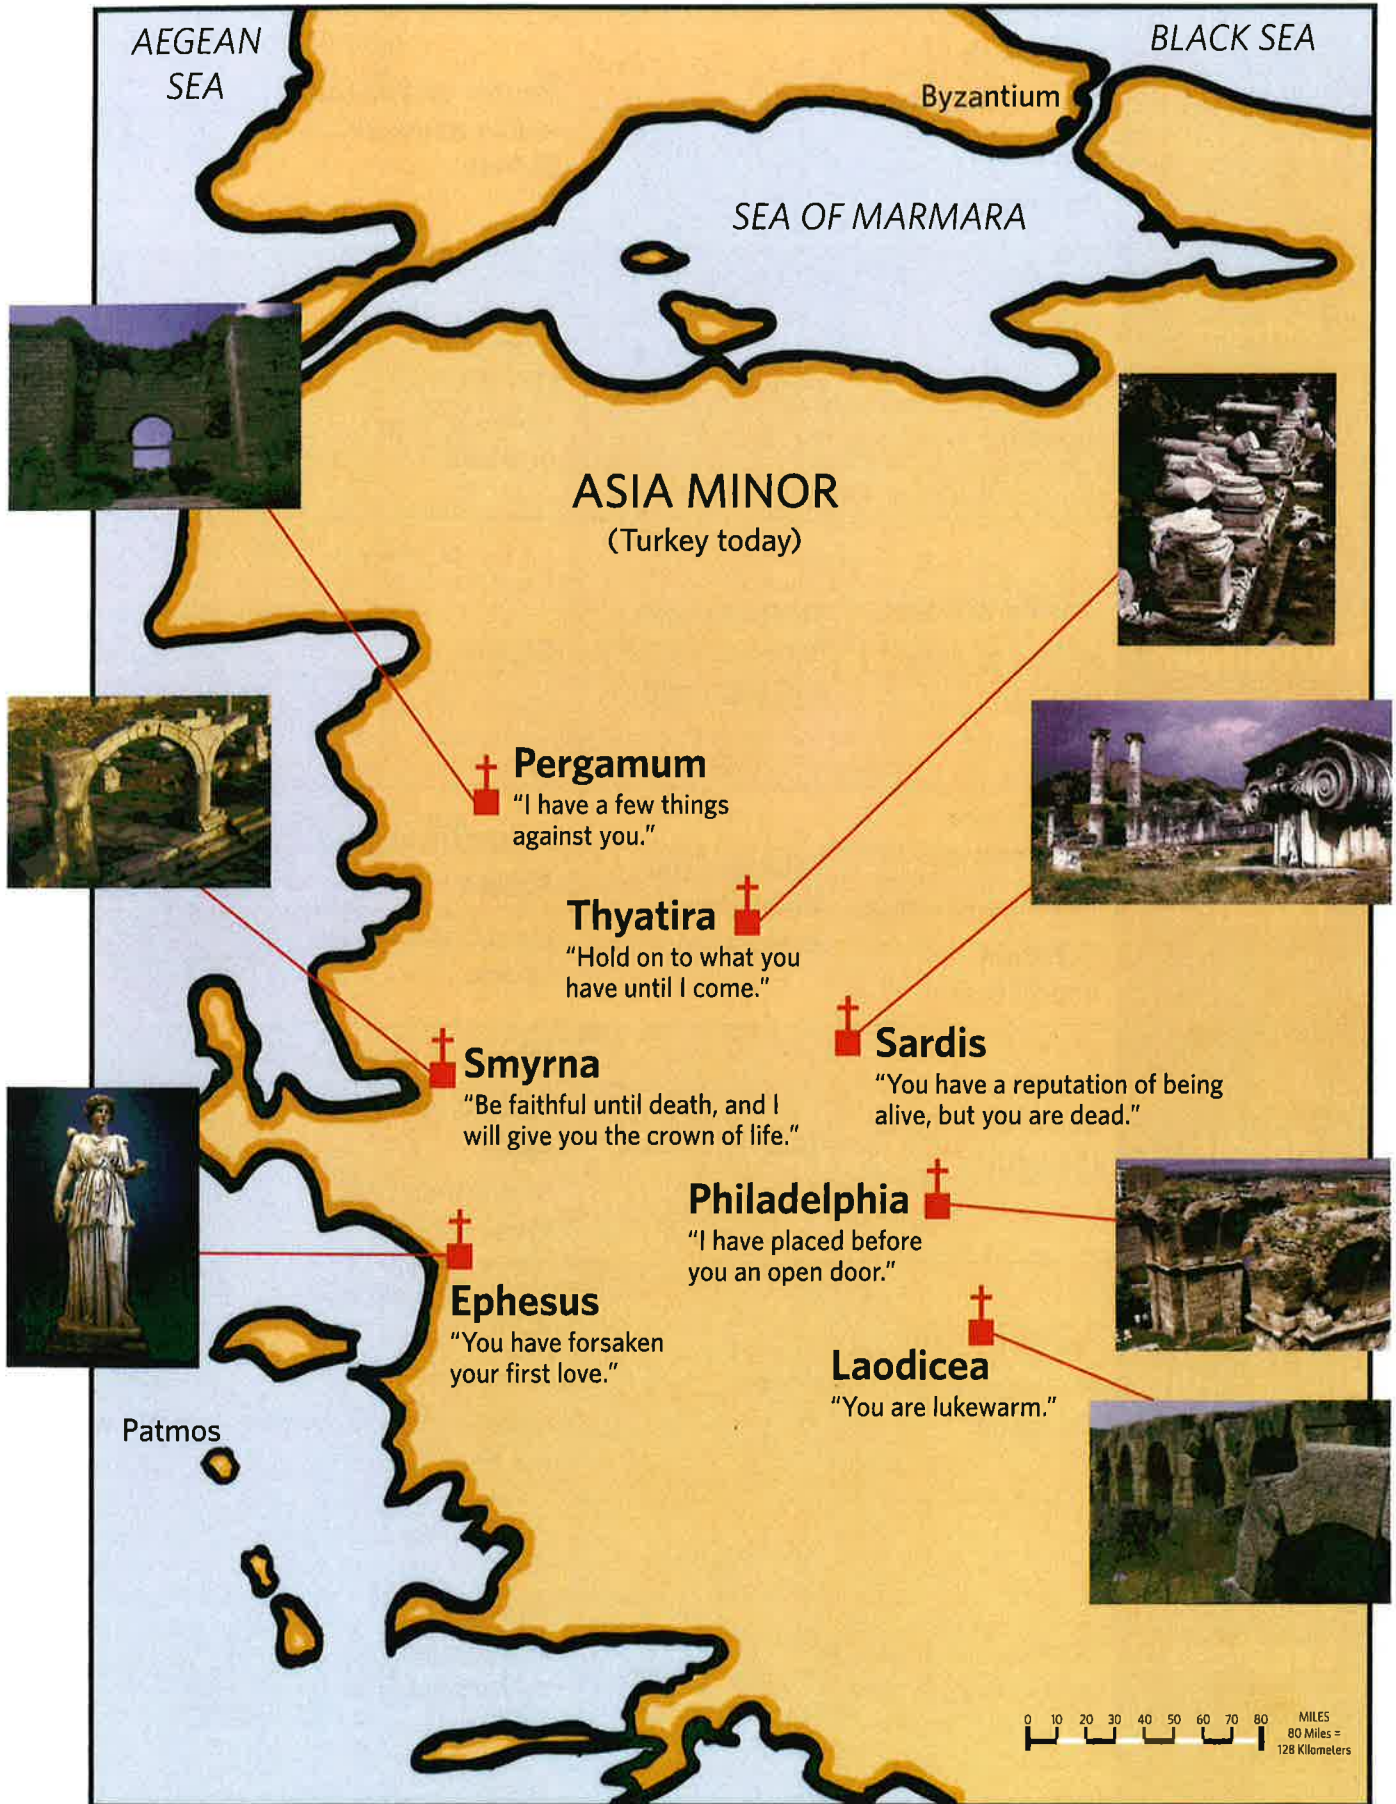 AEGEAN
SEA
BLACK SEA
Byzantium
SEA OF MARMARA
ASIA MINOR
(Turkey today)
Pergamum
“I have a few things
against you.”
Thyatira
“Hold on to what you
have until I come.”
Sardis
“You have a reputation of being
alive, but you are dead.”
Smyrna
“Be faithful until death, and I
will give you the crown of life.”
Philadelphia
“I have placed before
you an open door.”
Ephesus
“You have forsaken
your first love.”
Laodicea
“You are lukewarm.”
Patmos
0 10 20 30 40 50 60 70 80
MILES
80 Miles =
128 Kilometers